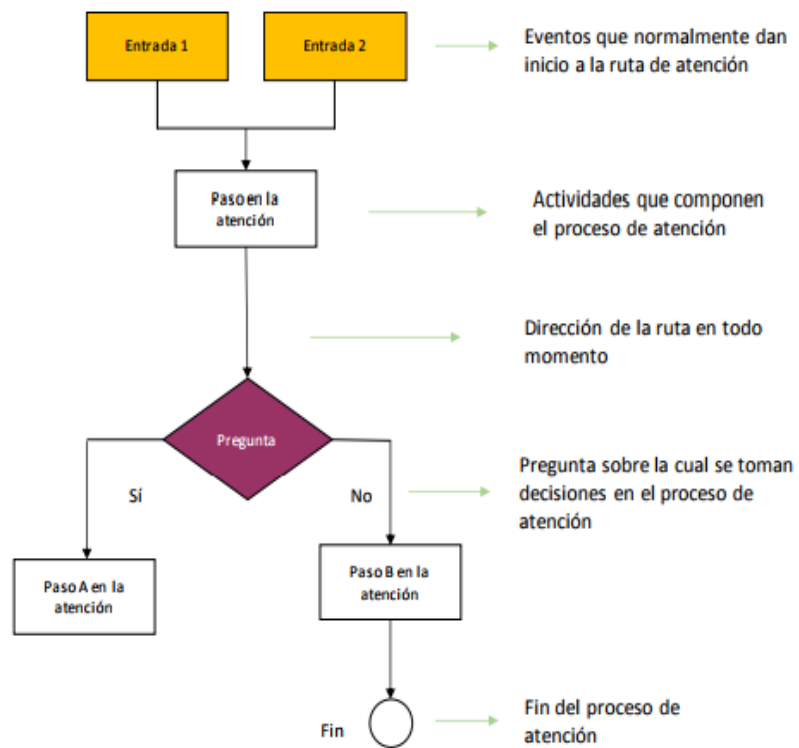 Entrada 1
Entrada 2
Eventos que normalmente dan
inicio a la ruta de atención
Paso en la
atención
Actividades que componen
el proceso de atención
Dirección de la ruta en todo
momento
Pregunta
Sí
No
Pregunta sobre la cual se toman
decisiones en el proceso de
atención
Paso A en la
atención
Paso B en la
atención
Fin
Fin del proceso de
atención